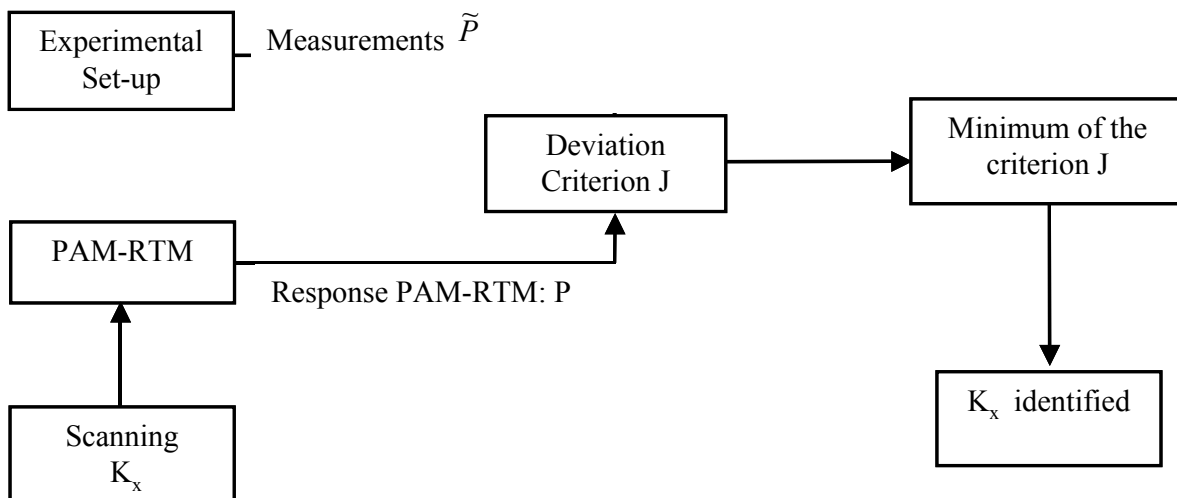 Experimental
Set-up
Measurements P̃
Deviation
Criterion J
Minimum of the
criterion J
PAM-RTM
Response PAM-RTM: P
Scanning
Kₓ
Kₓ identified